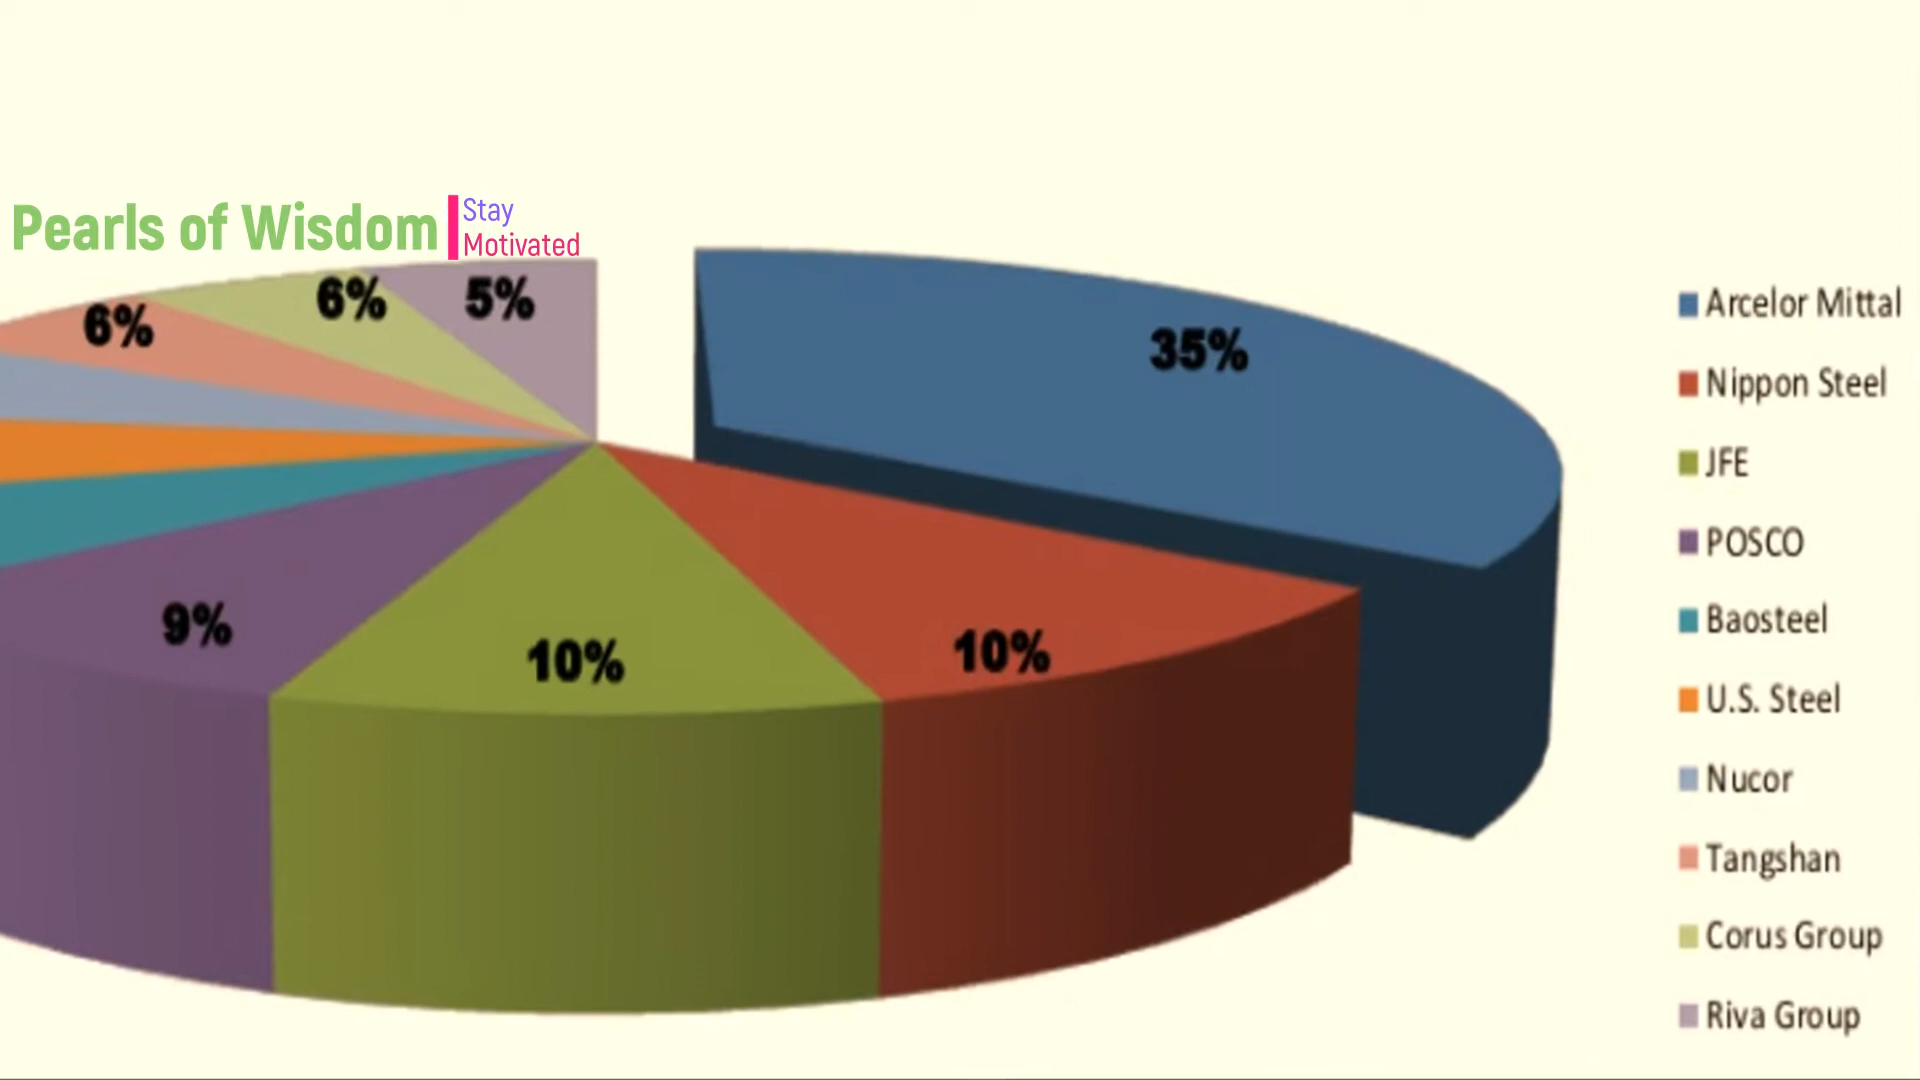 Pearls of Wisdom
Stay
Motivated
6%
6%
5%
35%
9%
10%
10%
Arcelor Mittal
Nippon Steel
JFE
POSCO
Baosteel
U.S. Steel
Nucor
Tangshan
Corus Group
Riva Group